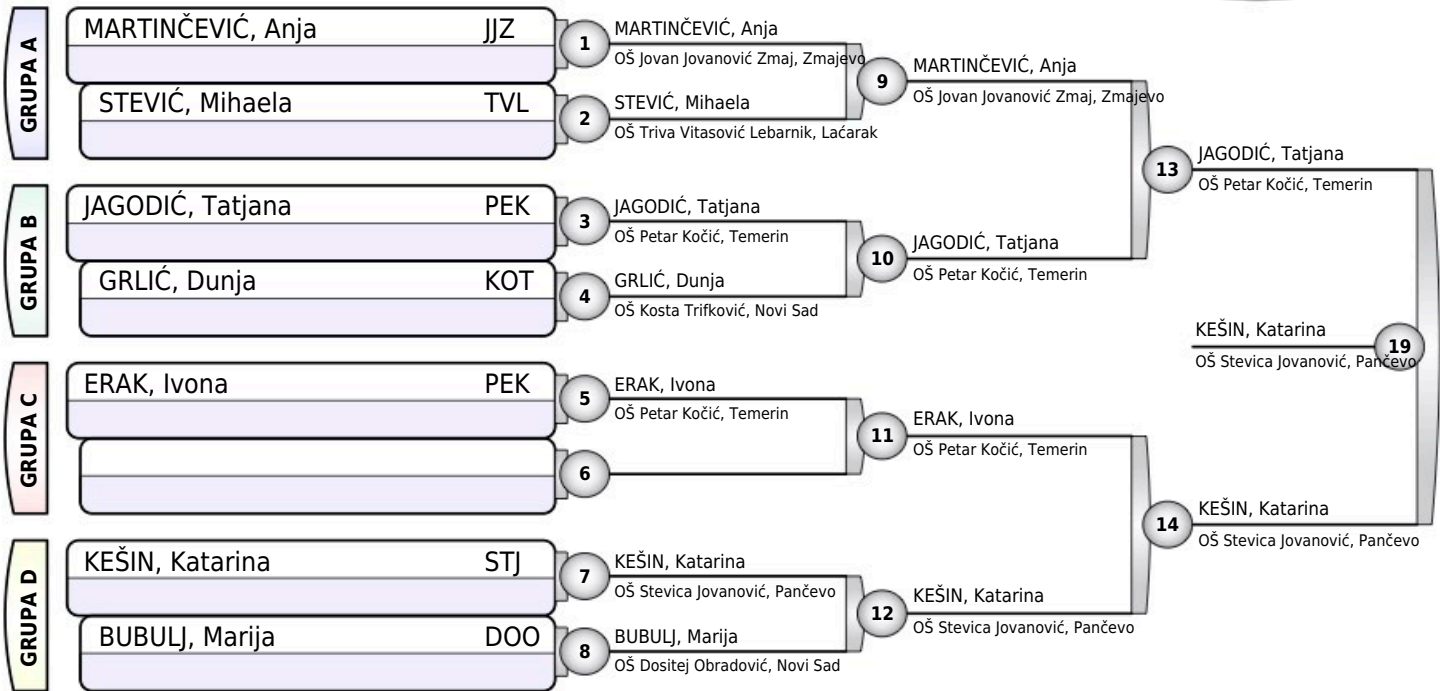 GRUPA A
MARTINČEVIĆ, Anja JJZ
STEVIĆ, Mihaela TVL
GRUPA B
JAGODIĆ, Tatjana PEK
GRLIĆ, Dunja KOT
GRUPA C
ERAK, Ivona PEK
GRUPA D
KEŠIN, Katarina STJ
BUBULJ, Marija DOO
1
MARTINČEVIĆ, Anja
OŠ Jovan Jovanović Zmaj, Zmajevo
2
STEVIĆ, Mihaela
OŠ Triva Vitasović Lebarnik, Laćarak
3
JAGODIĆ, Tatjana
OŠ Petar Kočić, Temerin
4
GRLIĆ, Dunja
OŠ Kosta Trifković, Novi Sad
5
ERAK, Ivona
OŠ Petar Kočić, Temerin
6
7
KEŠIN, Katarina
OŠ Stevica Jovanović, Pančevo
8
BUBULJ, Marija
OŠ Dositej Obradović, Novi Sad
9
MARTINČEVIĆ, Anja
OŠ Jovan Jovanović Zmaj, Zmajevo
10
JAGODIĆ, Tatjana
OŠ Petar Kočić, Temerin
11
ERAK, Ivona
OŠ Petar Kočić, Temerin
12
KEŠIN, Katarina
OŠ Stevica Jovanović, Pančevo
13
JAGODIĆ, Tatjana
OŠ Petar Kočić, Temerin
14
KEŠIN, Katarina
OŠ Stevica Jovanović, Pančevo
KEŠIN, Katarina
19
OŠ Stevica Jovanović, Pančevo